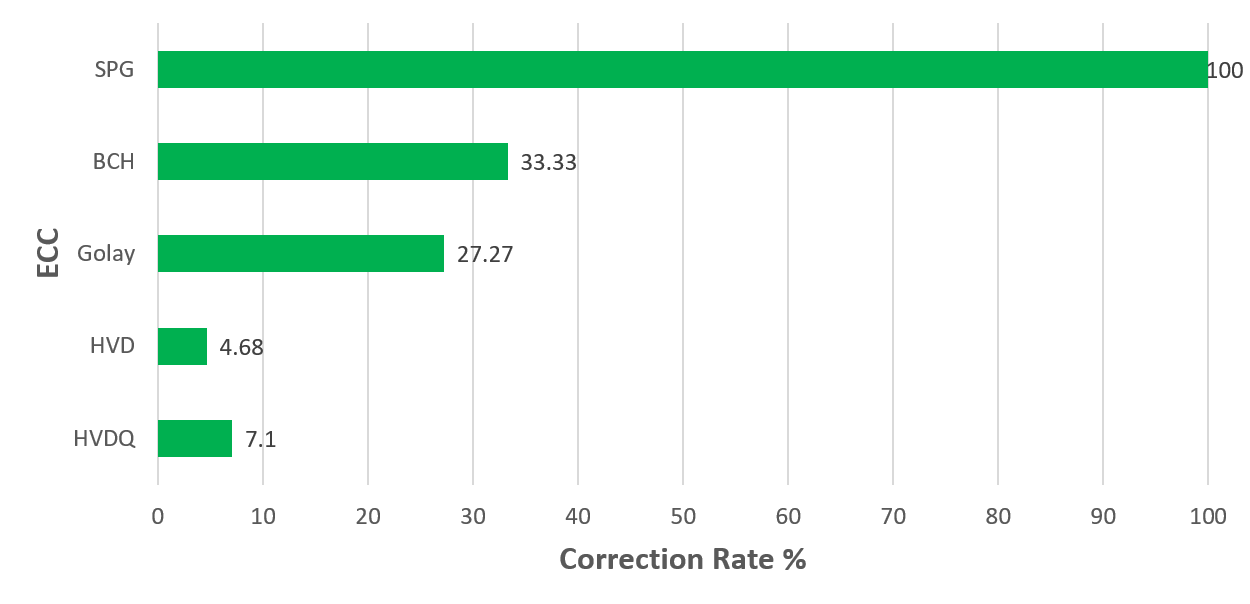 SPG 100
BCH 33.33
Golay 27.27
HVD 4.68
HVDQ 7.1
ECC
0 10 20 30 40 50 60 70 80 90 100
Correction Rate %